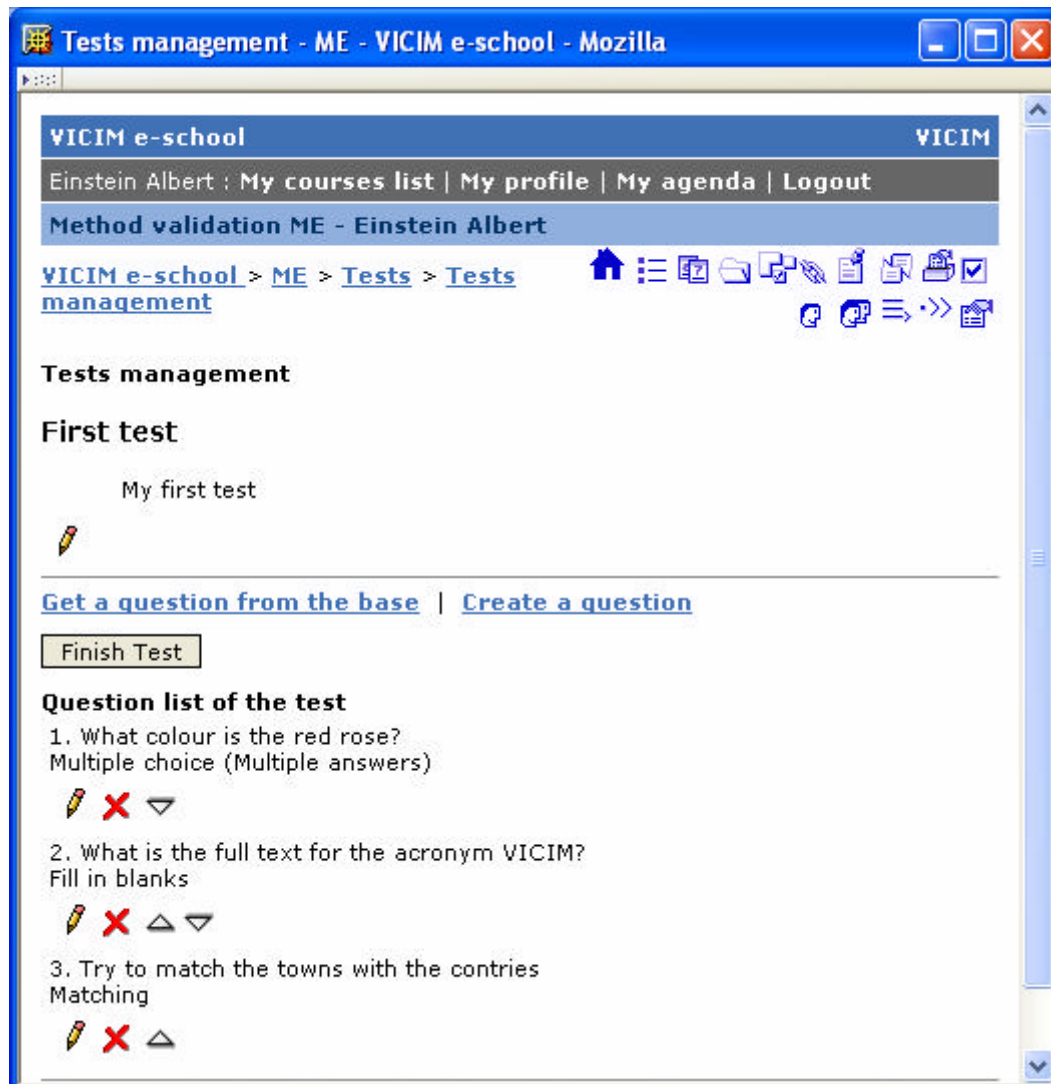 Tests management - ME - VICIM e-school - Mozilla
VICIM e-school VICIM
Einstein Albert : My courses list | My profile | My agenda | Logout
Method validation ME - Einstein Albert
VICIM e-school > ME > Tests > Tests
management
Tests management
First test
My first test
Get a question from the base | Create a question
Finish Test
Question list of the test
1. What colour is the red rose?
Multiple choice (Multiple answers)
2. What is the full text for the acronym VICIM?
Fill in blanks
3. Try to match the towns with the contries
Matching